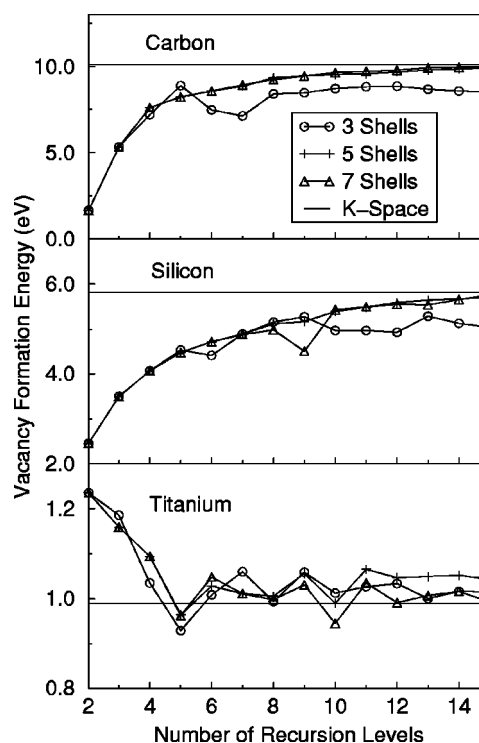 Carbon
10.0
5.0
0.0
3 Shells
5 Shells
7 Shells
K-Space
Silicon
6.0
4.0
2.0
Titanium
1.2
1.0
0.8
2 4 6 8 10 12 14
Number of Recursion Levels
Vacancy Formation Energy (eV)